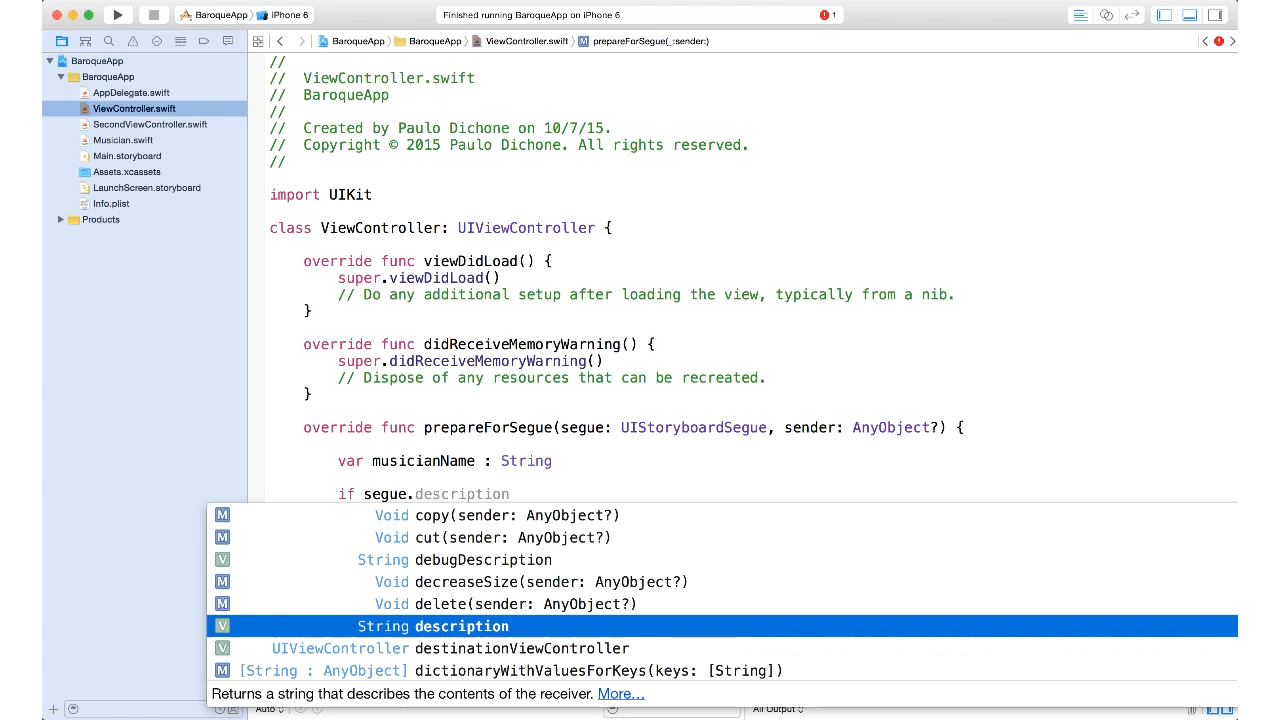 BaroqueApp iPhone 6
Finished running BaroqueApp on iPhone 6
1
BaroqueApp BaroqueApp ViewController.swift M prepareForSegue(_:sender:)
BaroqueApp
BaroqueApp
AppDelegate.swift
ViewController.swift
SecondViewController.swift
Musician.swift
Main.storyboard
Assets.xcassets
LaunchScreen.storyboard
Info.plist
Products
//
// ViewController.swift
// BaroqueApp
//
// Created by Paulo Dichone on 10/7/15.
// Copyright © 2015 Paulo Dichone. All rights reserved.
//
import UIKit
class ViewController: UIViewController {
override func viewDidLoad() {
super.viewDidLoad()
// Do any additional setup after loading the view, typically from a nib.
}
override func didReceiveMemoryWarning() {
super.didReceiveMemoryWarning()
// Dispose of any resources that can be recreated.
}
override func prepareForSegue(segue: UIStoryboardSegue, sender: AnyObject?) {
var musicianName : String
if segue.description
M Void copy(sender: AnyObject?)
M Void cut(sender: AnyObject?)
V String debugDescription
M Void decreaseSize(sender: AnyObject?)
M Void delete(sender: AnyObject?)
V String description
V UIViewController destinationViewController
M [String : AnyObject] dictionaryWithValuesForKeys(keys: [String])
Returns a string that describes the contents of the receiver. More...
Auto All Output